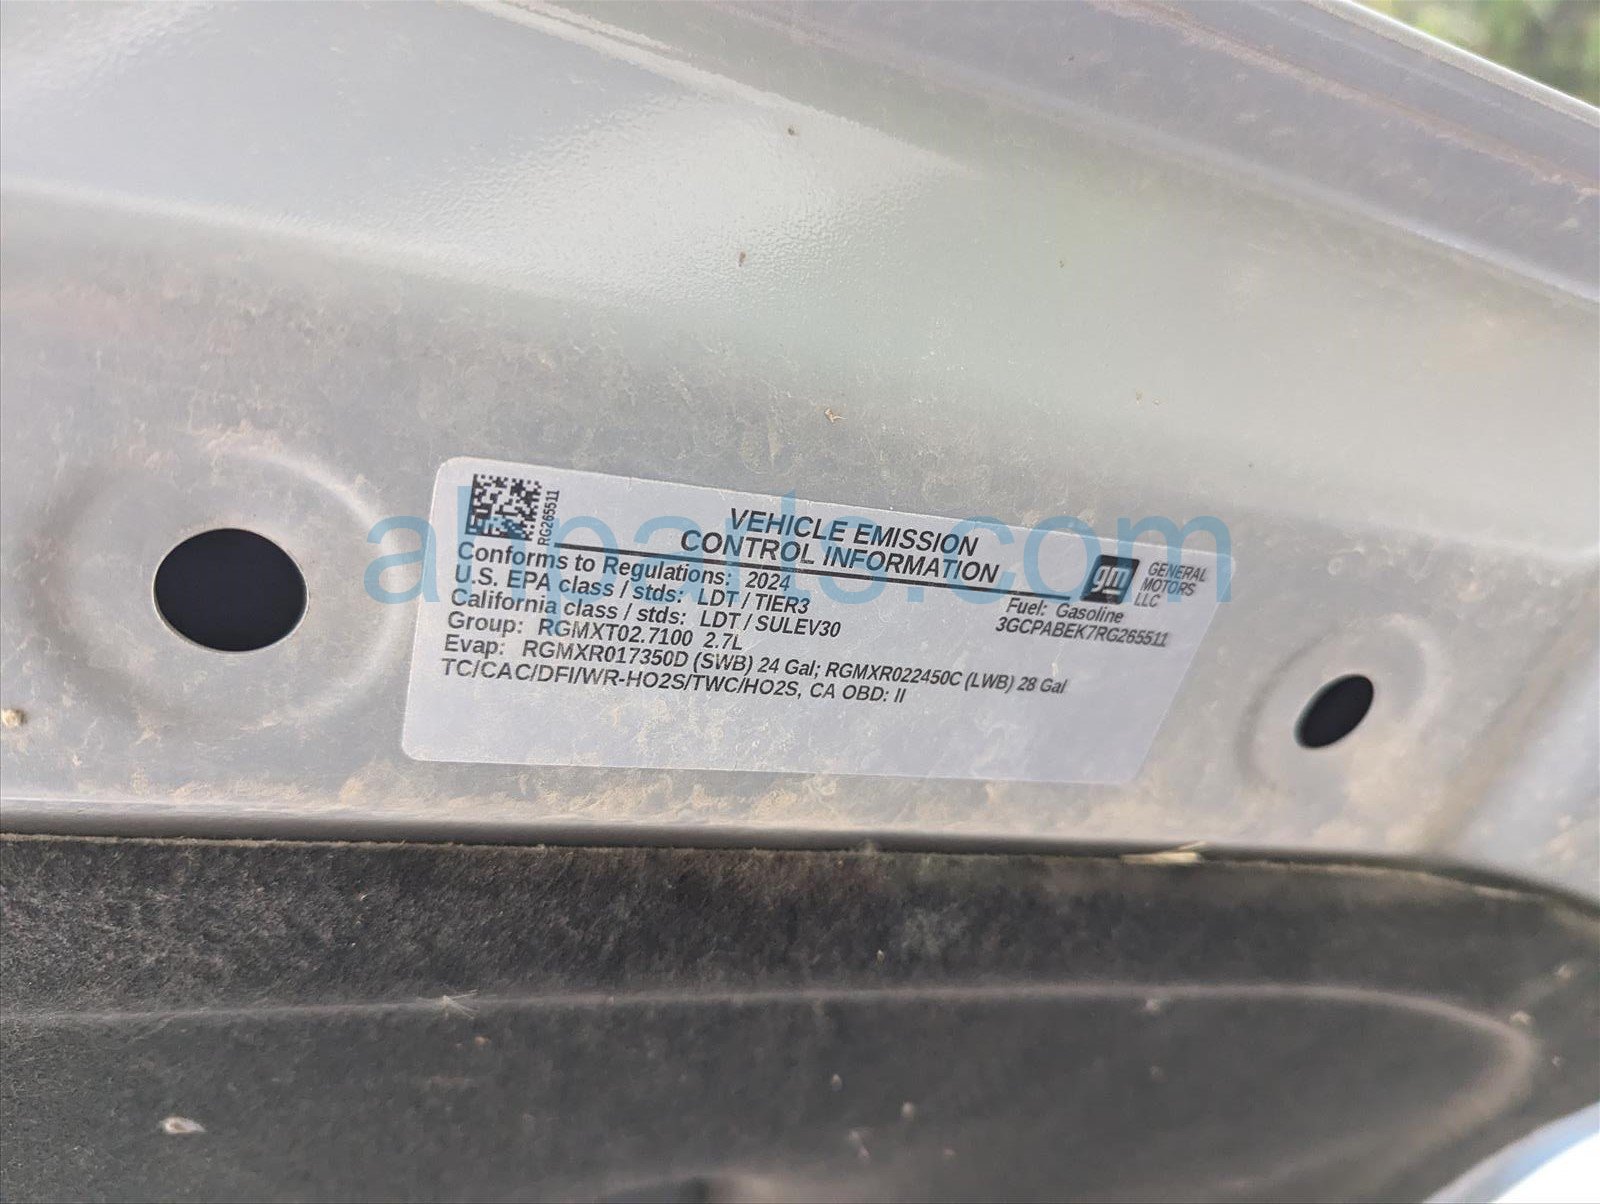 RG265511
VEHICLE EMISSION
CONTROL INFORMATION
gm
GENERAL
MOTORS
LLC
Conforms to Regulations: 2024
U.S. EPA class / stds: LDT / TIER3
California class / stds: LDT / SULEV30
Group: RGMXT02.7100 2.7L
Evap: RGMXR017350D (SWB) 24 Gal; RGMXR022450C (LWB) 28 Gal
TC/CAC/DFI/WR-HO2S/TWC/HO2S, CA OBD: II
Fuel: Gasoline
3GCPABEK7RG265511
ahparts.com